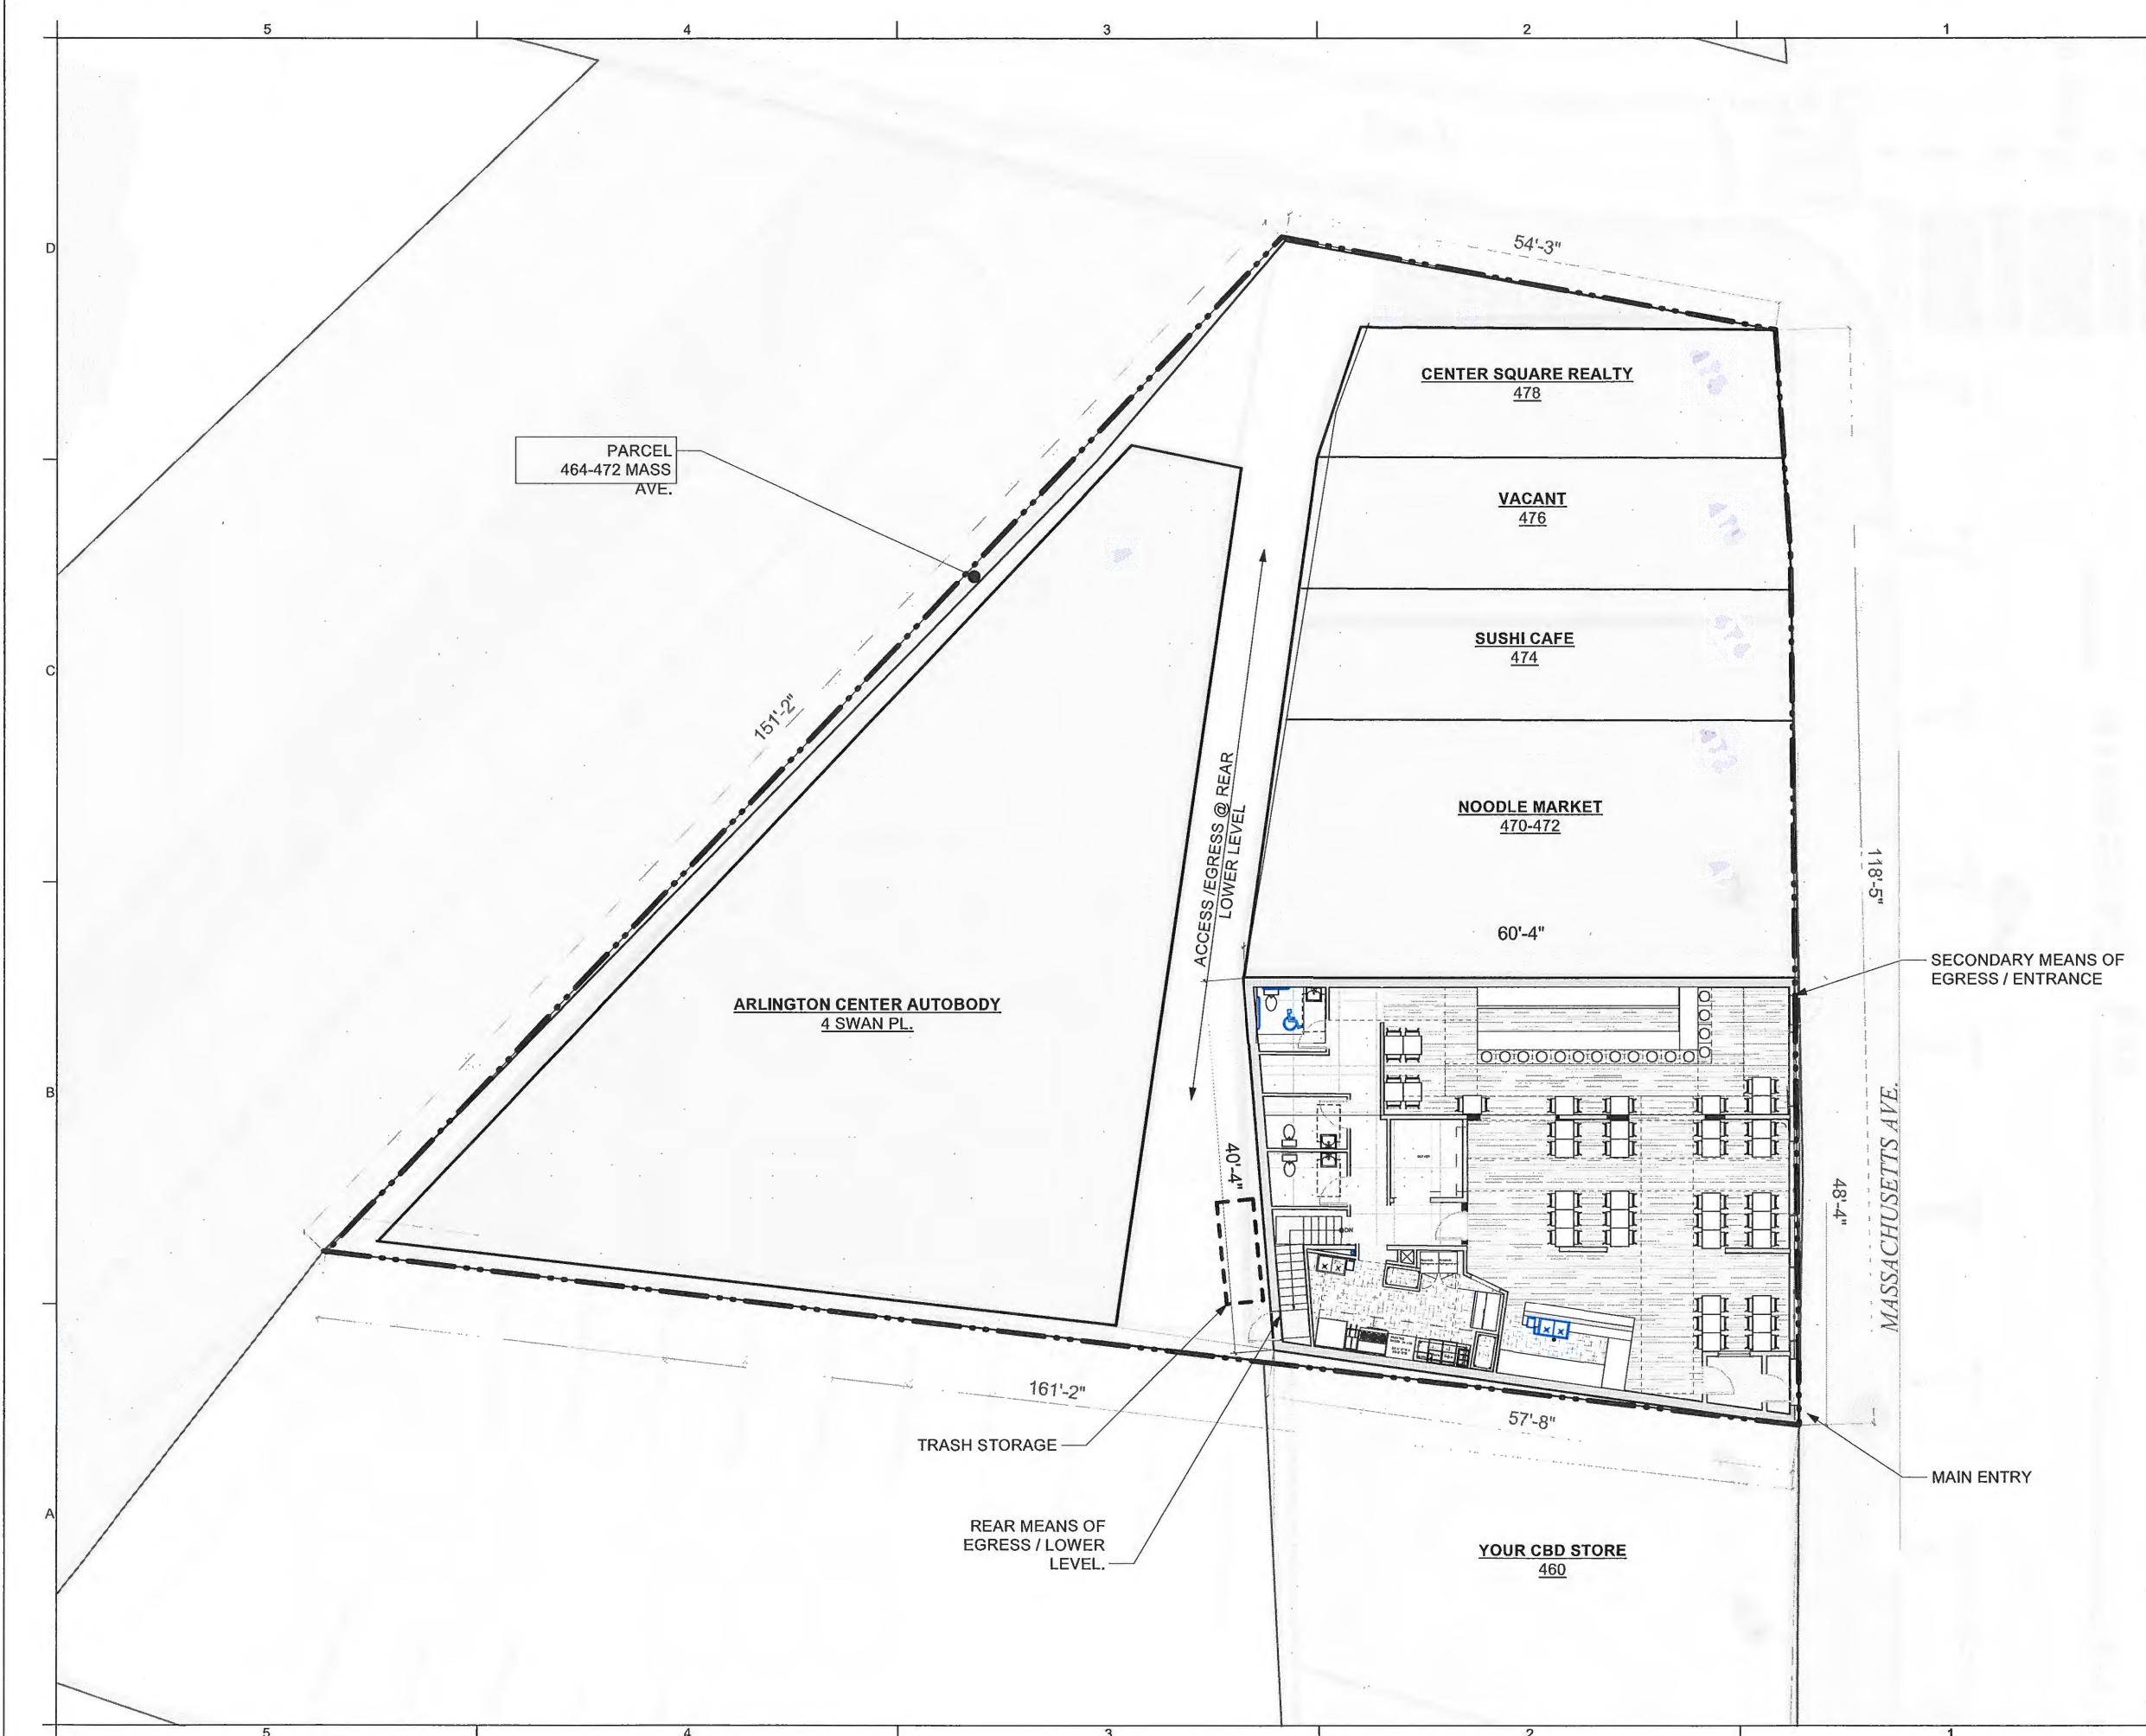 5 4 3 2 1
D
C
B
A
54'-3"
CENTER SQUARE REALTY
478
478
PARCEL
464-472 MASS
AVE.
VACANT
476
476
SUSHI CAFE
474
151'-2"
472
NOODLE MARKET
470-472
118'-5"
ACCESS /EGRESS @ REAR
LOWER LEVEL
60'-4"
SECONDARY MEANS OF
EGRESS / ENTRANCE
ARLINGTON CENTER AUTOBODY
4 SWAN PL.
40'-4"
48'-4"
MASSACHUSETTS AVE.
DN
161'-2"
57'-8"
TRASH STORAGE
MAIN ENTRY
REAR MEANS OF
EGRESS / LOWER
LEVEL.
YOUR CBD STORE
460
5 4 3 2 1